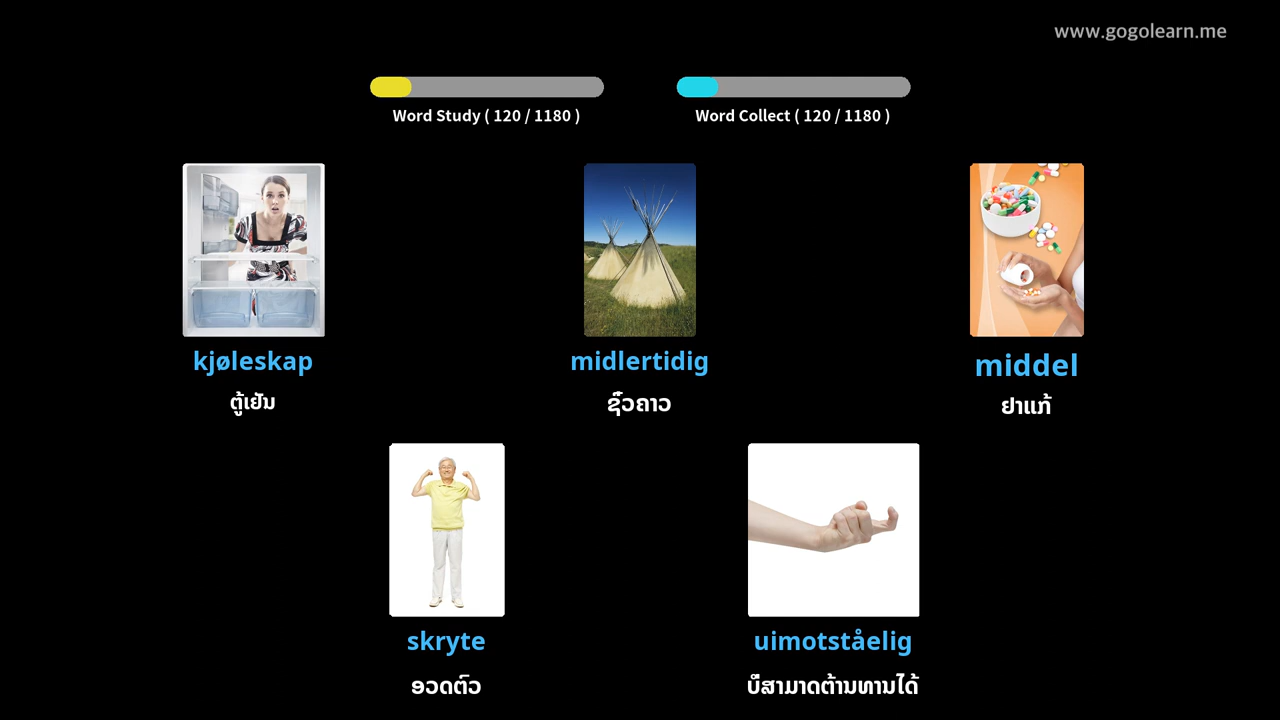 www.gogolearn.me
Word Study ( 120 / 1180 )
Word Collect ( 120 / 1180 )
kjøleskap
midlertidig
middel
ຕູ້ເຢັນ
ຊົ່ວຄາວ
ຢາແກ້
skryte
uimotståelig
ອວດຕົວ
ບໍ່ສາມາດຕ້ານທານໄດ້